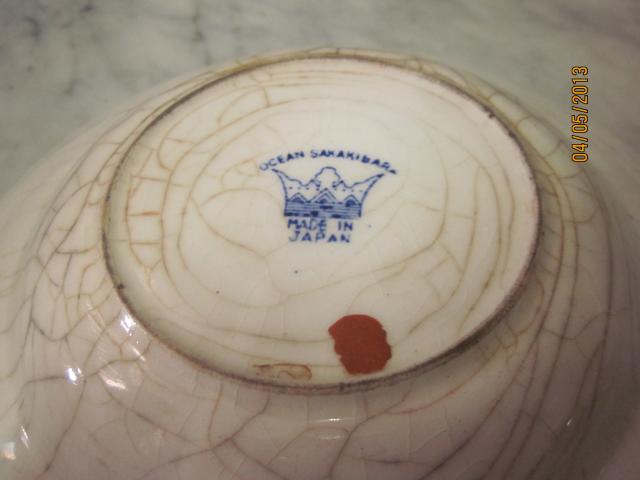 OCEAN SAKAKIBARA
MADE IN
JAPAN
04/05/2013